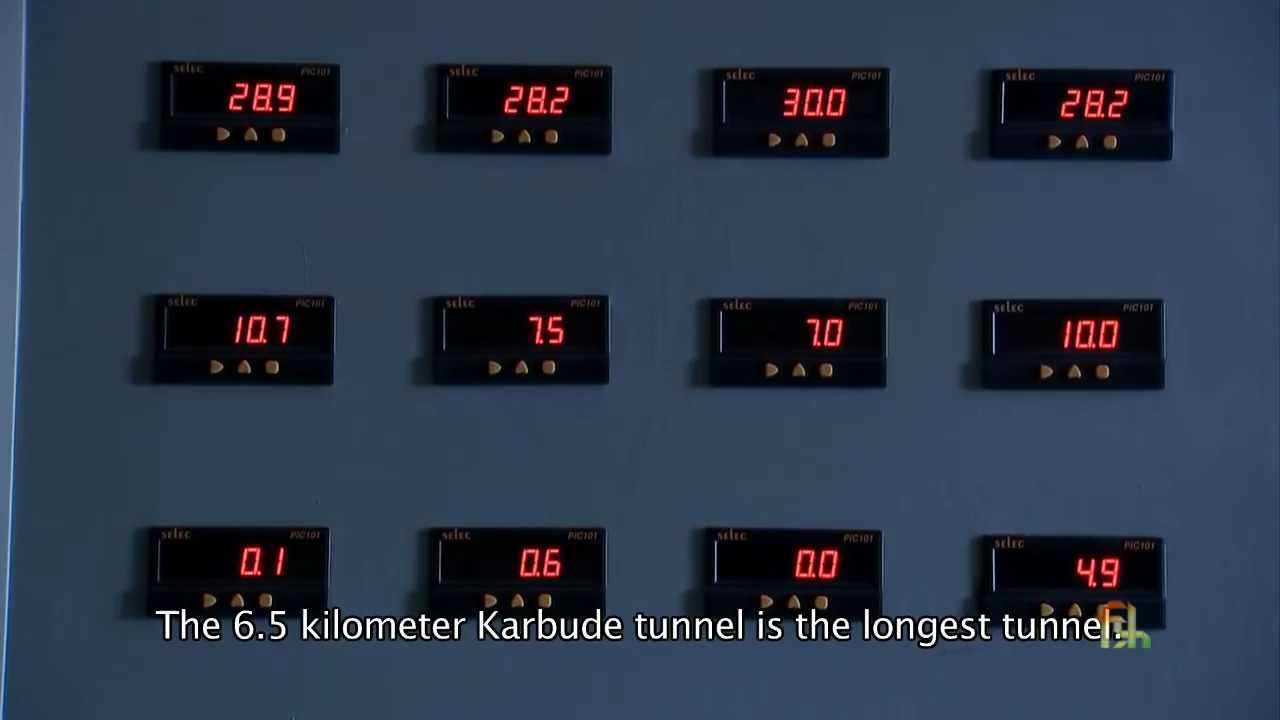 SELEC PIC101 SELEC PIC101 SELEC PIC101 SELEC PIC101
28.9 28.2 30.0 28.2
SELEC PIC101 SELEC PIC101 SELEC PIC101 SELEC PIC101
10.7 7.5 7.0 10.0
SELEC PIC101 SELEC PIC101 SELEC PIC101 SELEC PIC101
0.1 0.6 0.0 4.9
The 6.5 kilometer Karbude tunnel is the longest tunnel.